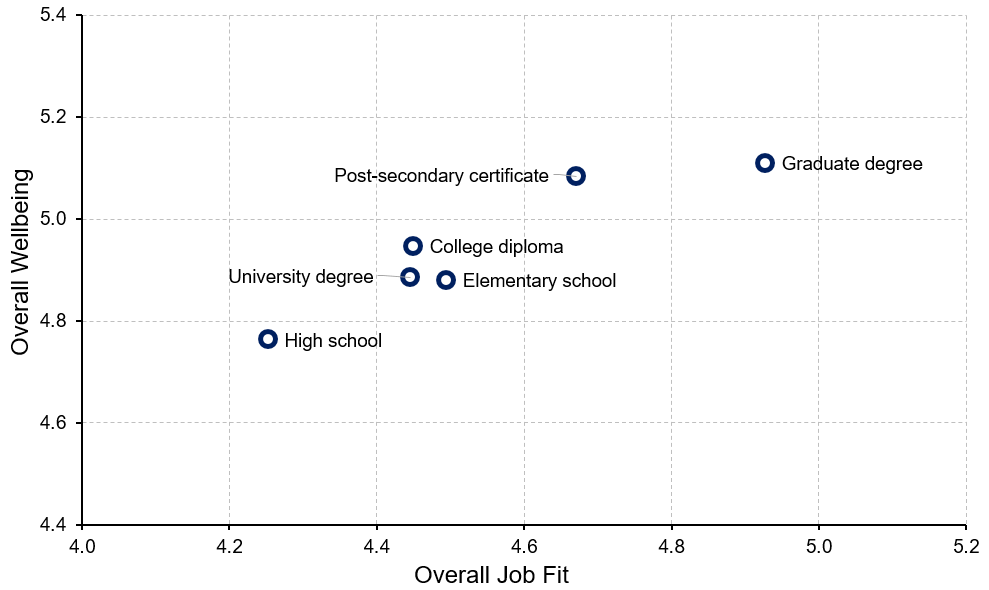 5.4
5.2
Post-secondary certificate
Graduate degree
5.0
College diploma
University degree
Elementary school
4.8
High school
4.6
4.4
Overall Wellbeing
4.0 4.2 4.4 4.6 4.8 5.0 5.2
Overall Job Fit